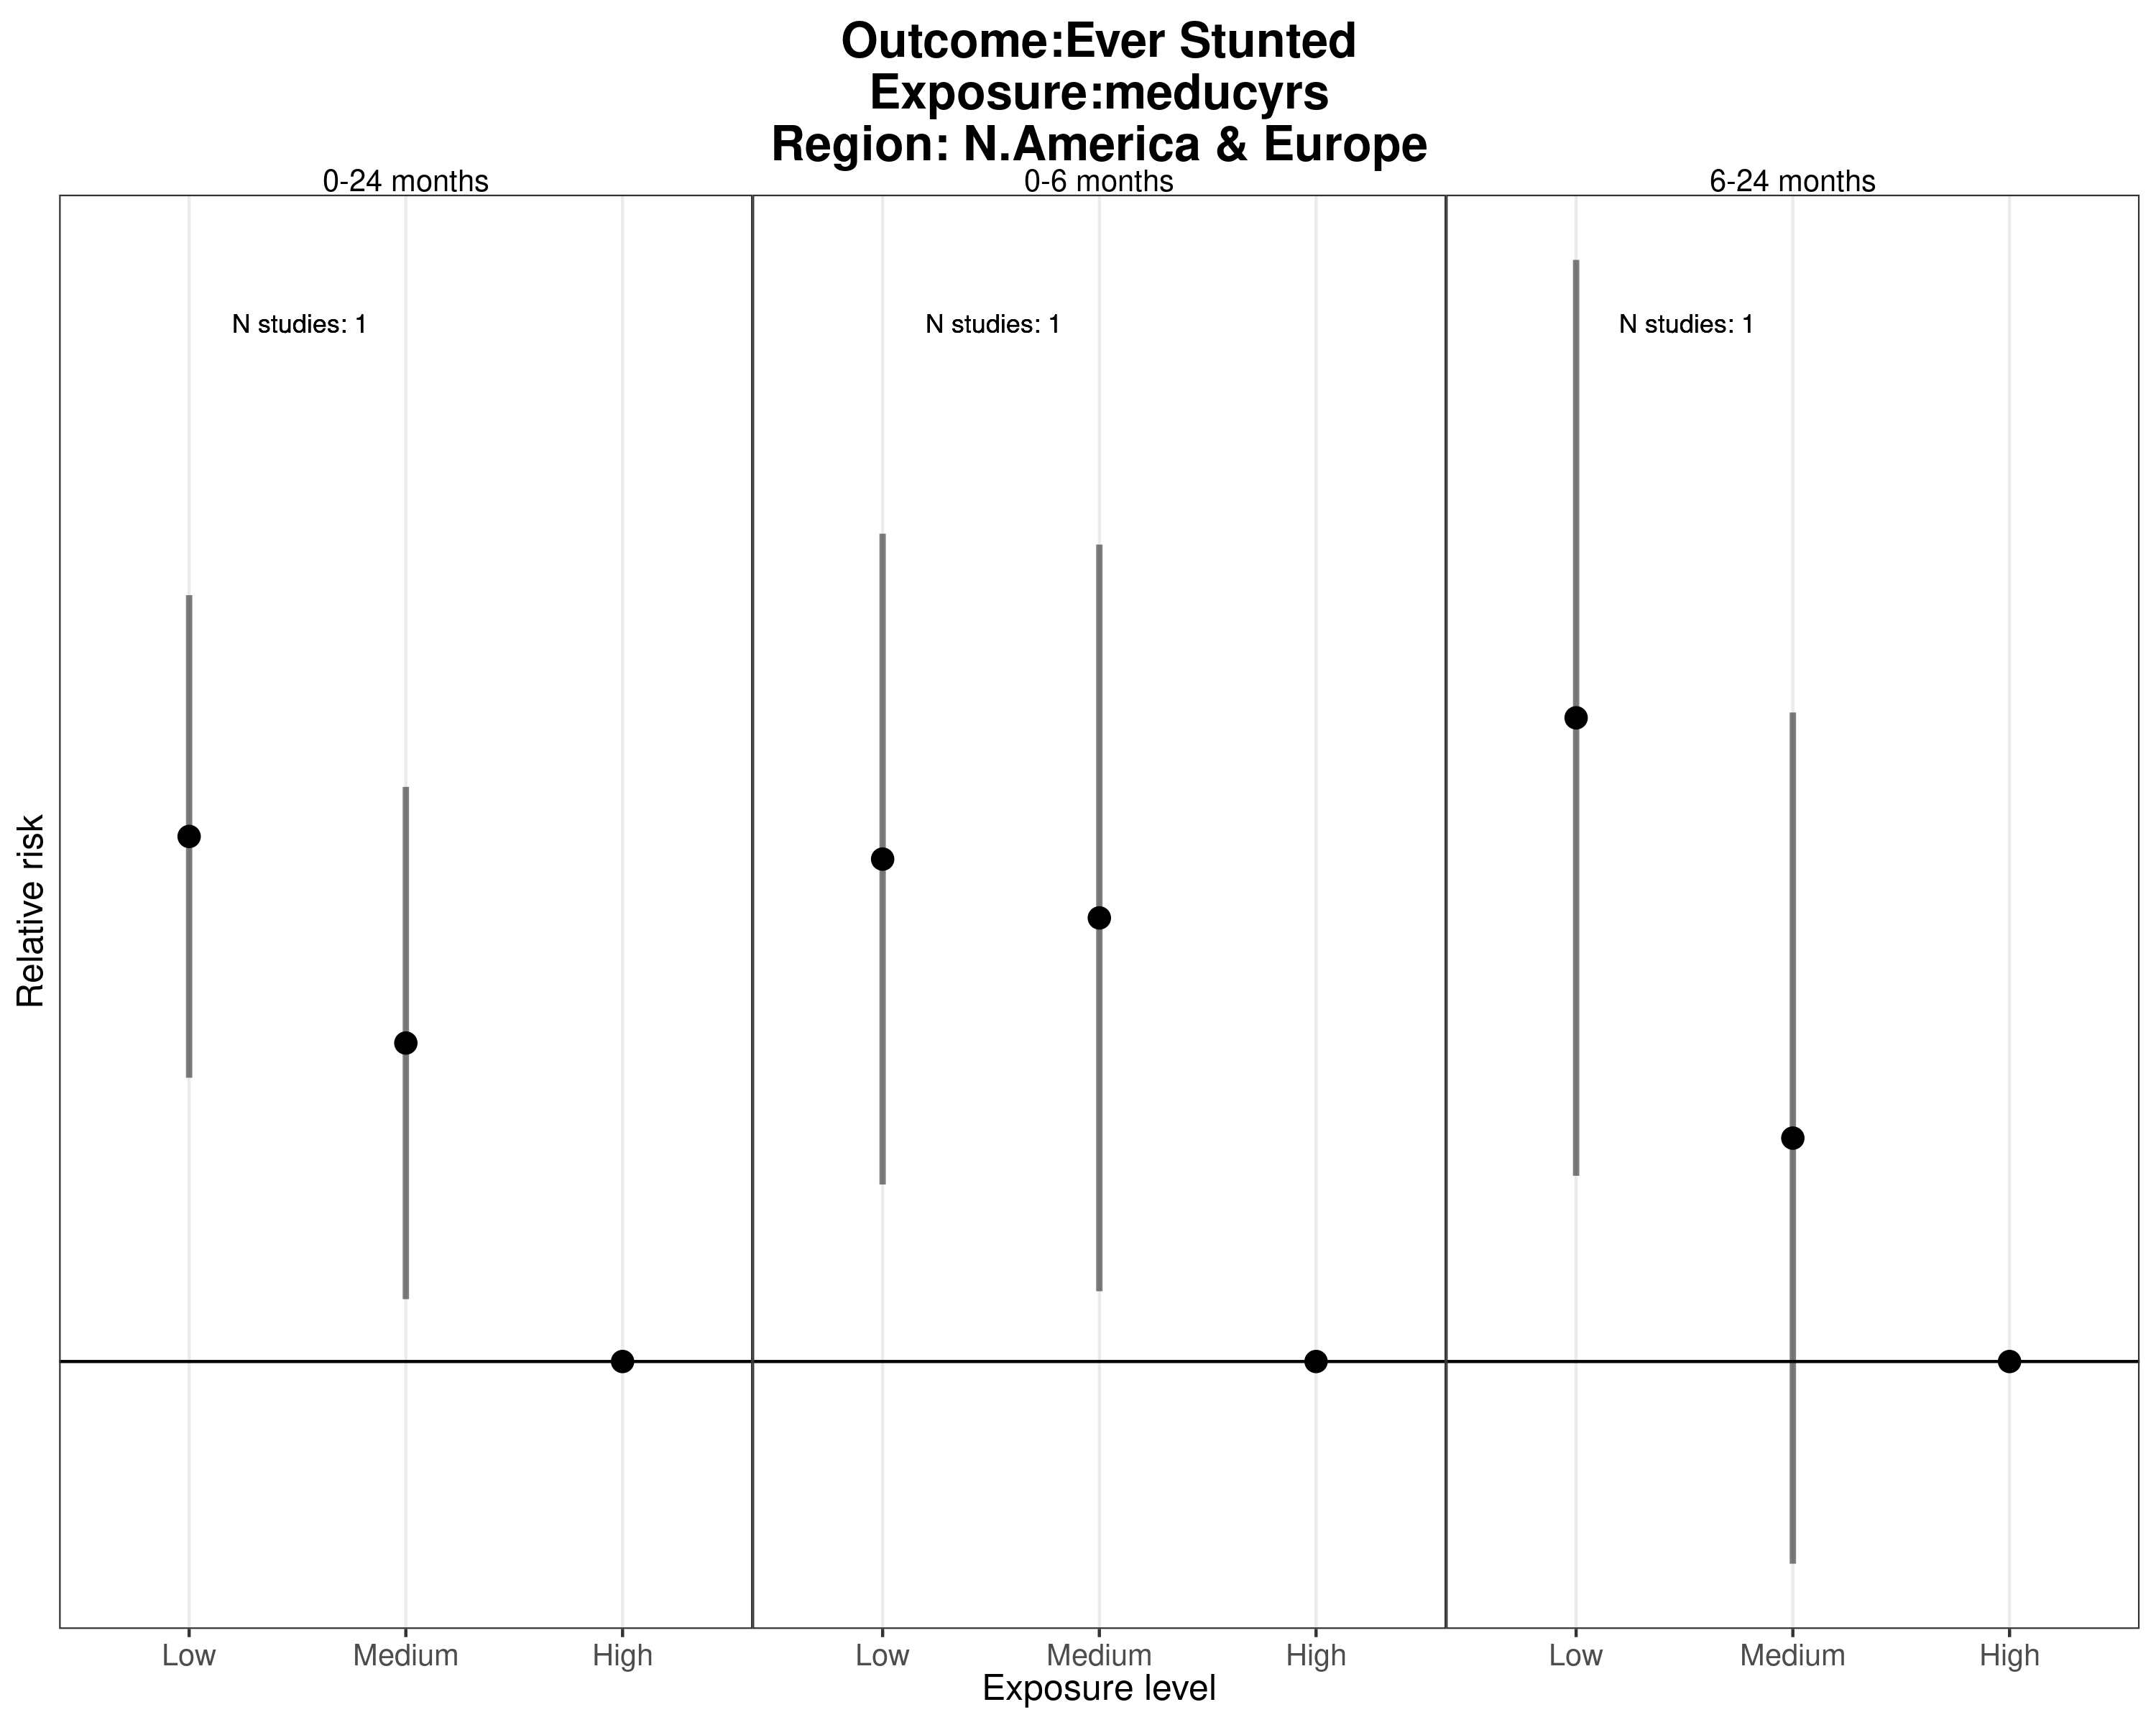 Outcome:Ever Stunted
Exposure:meducyrs
Region: N.America & Europe
0-24 months
0-6 months
6-24 months
N studies: 1
N studies: 1
N studies: 1
Relative risk
Low
Medium
High
Low
Medium
High
Low
Medium
High
Exposure level